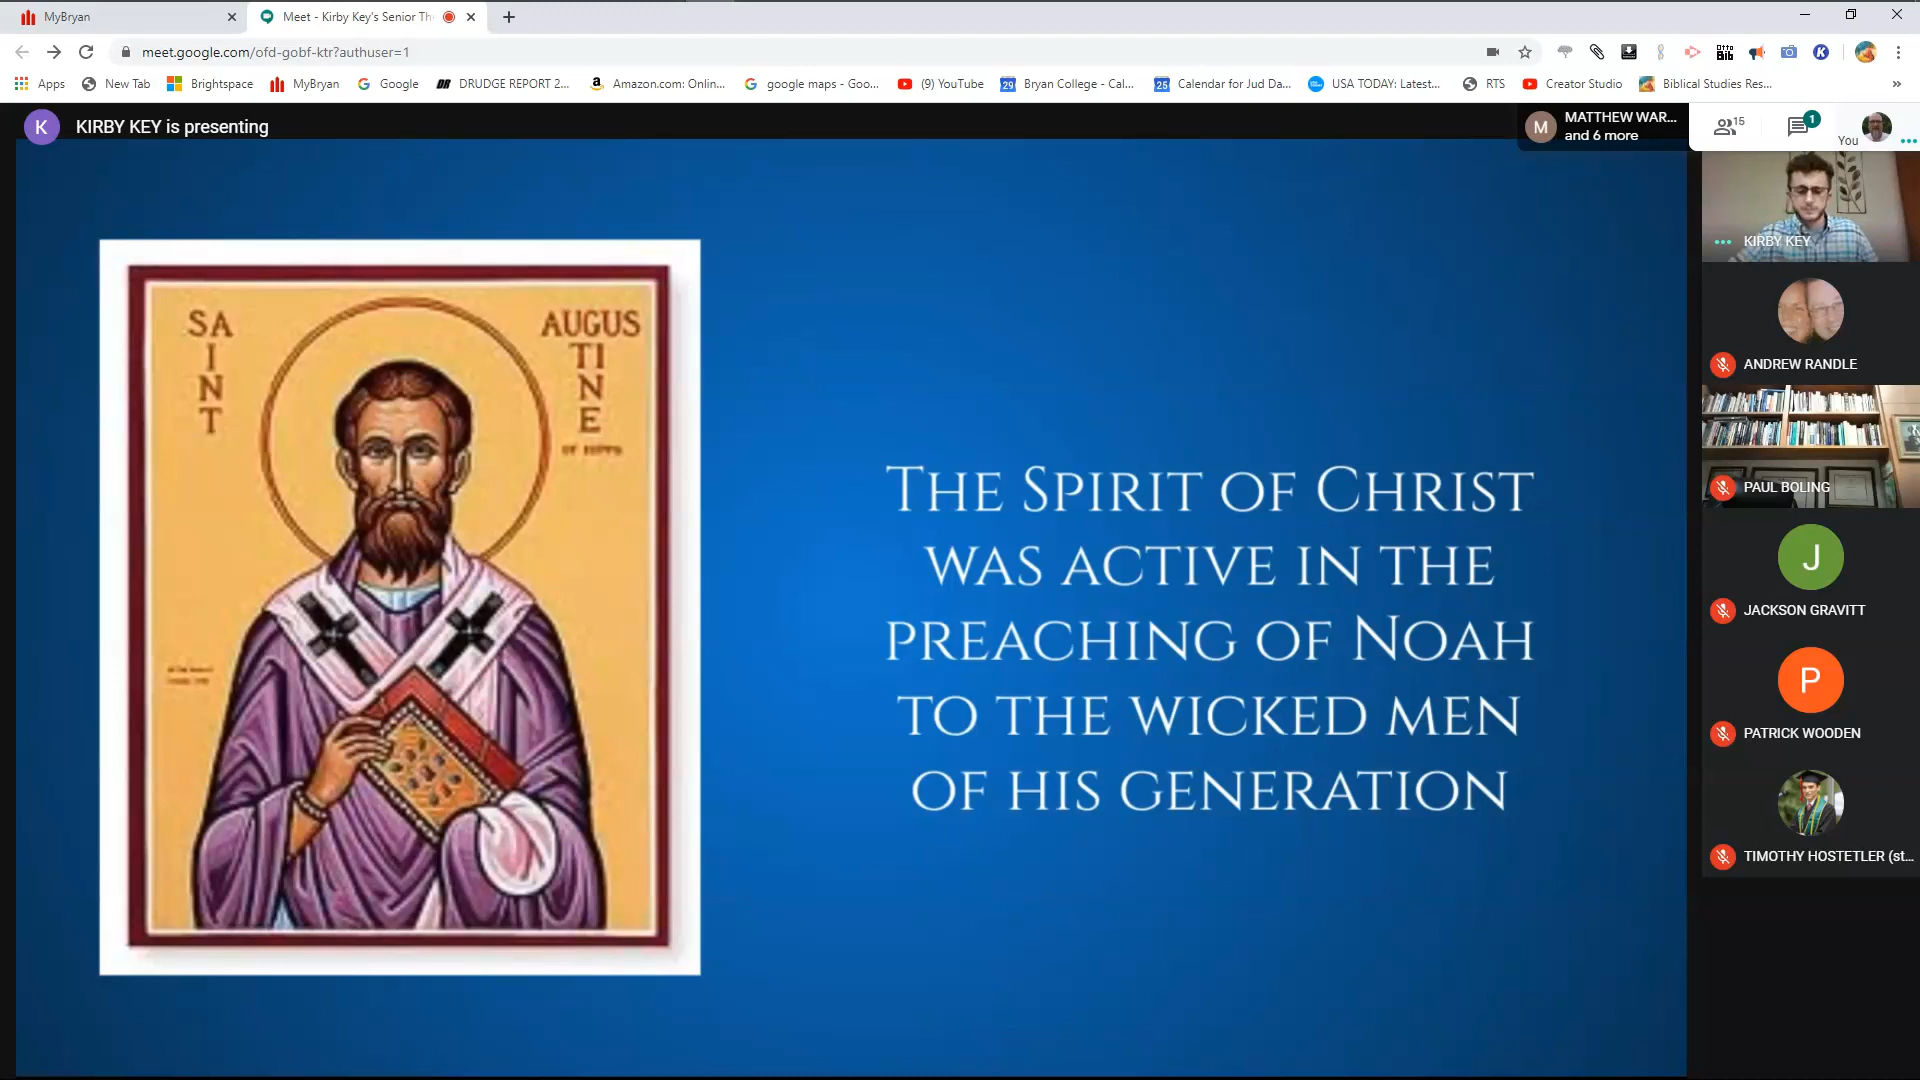 MyBryan
Meet - Kirby Key's Senior Th
meet.google.com/ofd-gobf-ktr?authuser=1
Apps New Tab Brightspace MyBryan Google DRUDGE REPORT 2... Amazon.com: Onlin... google maps - Goo... (9) YouTube Bryan College - Cal... Calendar for Jud Da... USA TODAY: Latest... RTS Creator Studio Biblical Studies Res...
K KIRBY KEY is presenting
M MATTHEW WAR...
and 6 more
15
1
You
SAINT
AUGUSTINE
THE SPIRIT OF CHRIST
WAS ACTIVE IN THE
PREACHING OF NOAH
TO THE WICKED MEN
OF HIS GENERATION
KIRBY KEY
ANDREW RANDLE
PAUL BOLING
J
JACKSON GRAVITT
P
PATRICK WOODEN
TIMOTHY HOSTETLER (st...